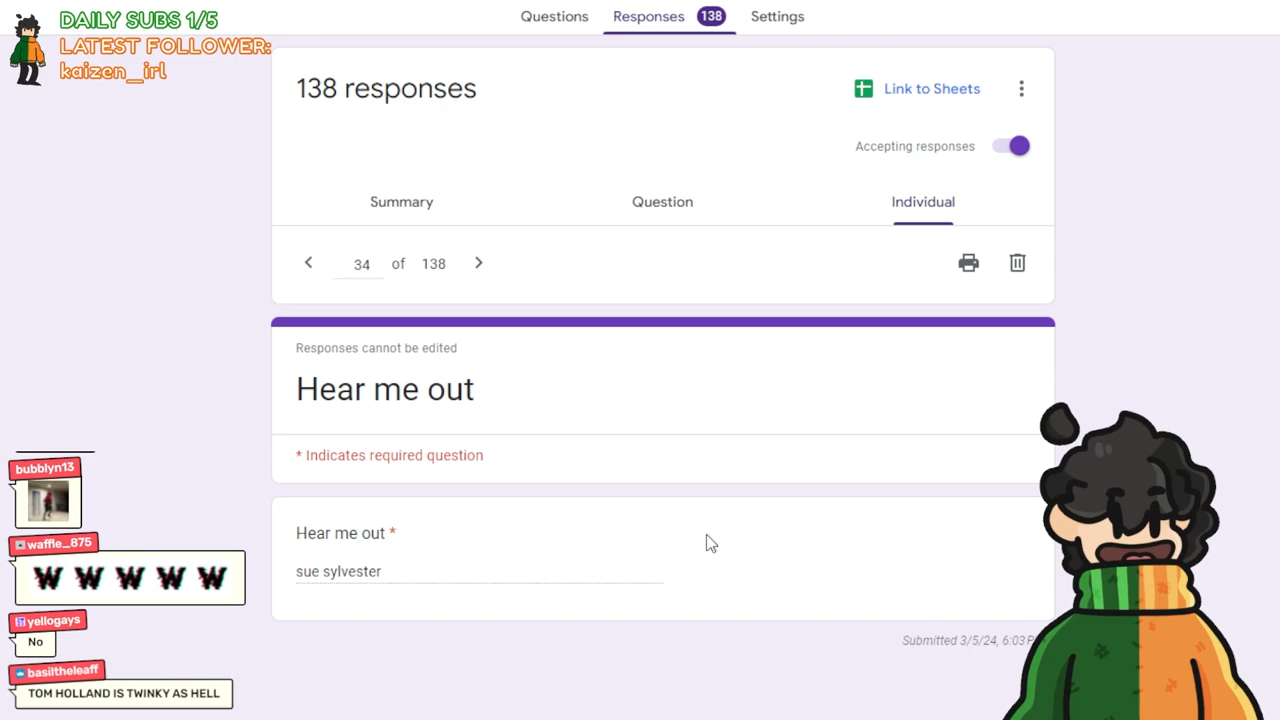 DAILY SUBS 1/5
LATEST FOLLOWER:
kaizen_irl
Questions
Responses 138
Settings
138 responses
Link to Sheets
Accepting responses
Summary
Question
Individual
34 of 138
Responses cannot be edited
Hear me out
* Indicates required question
Hear me out *
sue sylvester
Submitted 3/5/24, 6:03
bubblyn13
waffle_875
W W W W W
yellogays
No
basiltheleaff
TOM HOLLAND IS TWINKY AS HELL